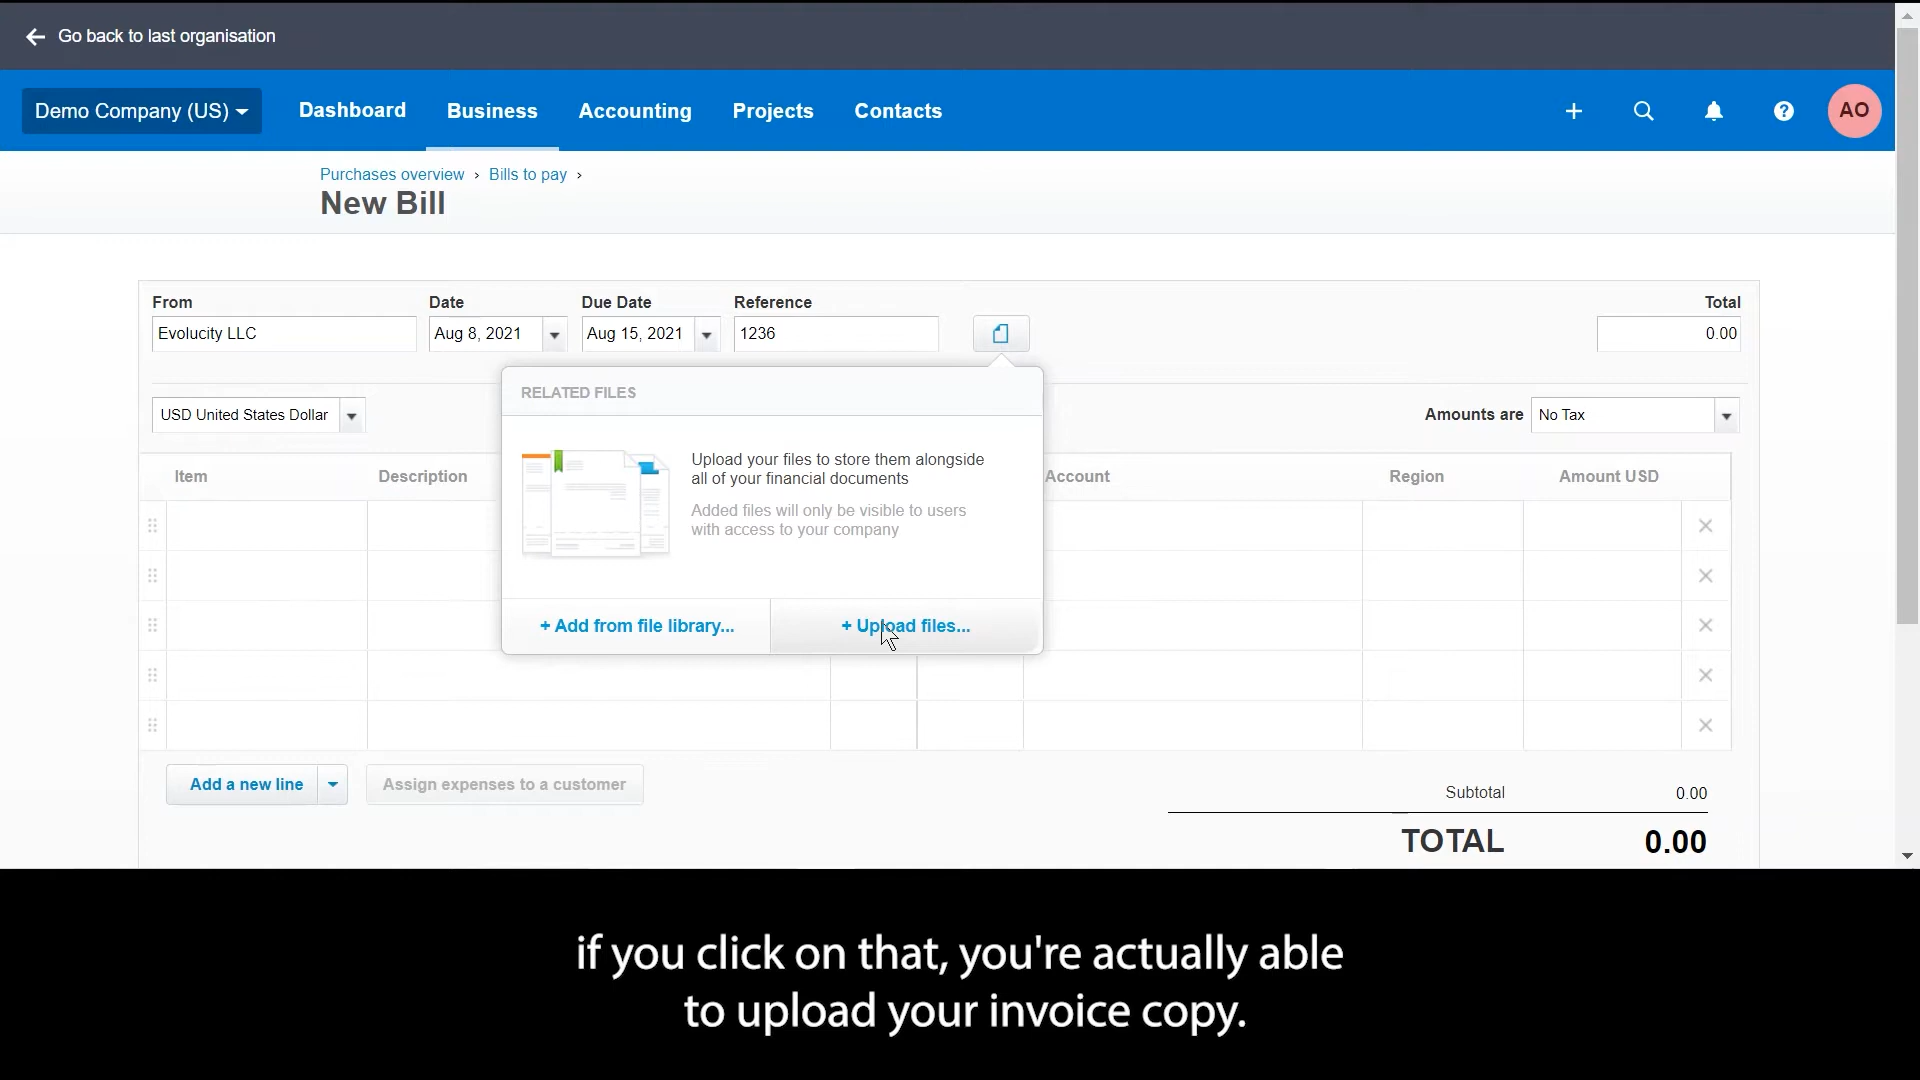 Go back to last organisation
Demo Company (US)
Dashboard
Business
Accounting
Projects
Contacts
AO
Purchases overview › Bills to pay ›
New Bill
From
Date
Due Date
Reference
Total
Evolucity LLC
Aug 8, 2021
Aug 15, 2021
1236
0.00
RELATED FILES
USD United States Dollar
Amounts are
No Tax
Upload your files to store them alongside
all of your financial documents
Added files will only be visible to users
with access to your company
Item
Description
Account
Region
Amount USD
+ Add from file library...
+ Upload files...
Add a new line
Assign expenses to a customer
Subtotal
0.00
TOTAL
0.00
if you click on that, you're actually able
to upload your invoice copy.